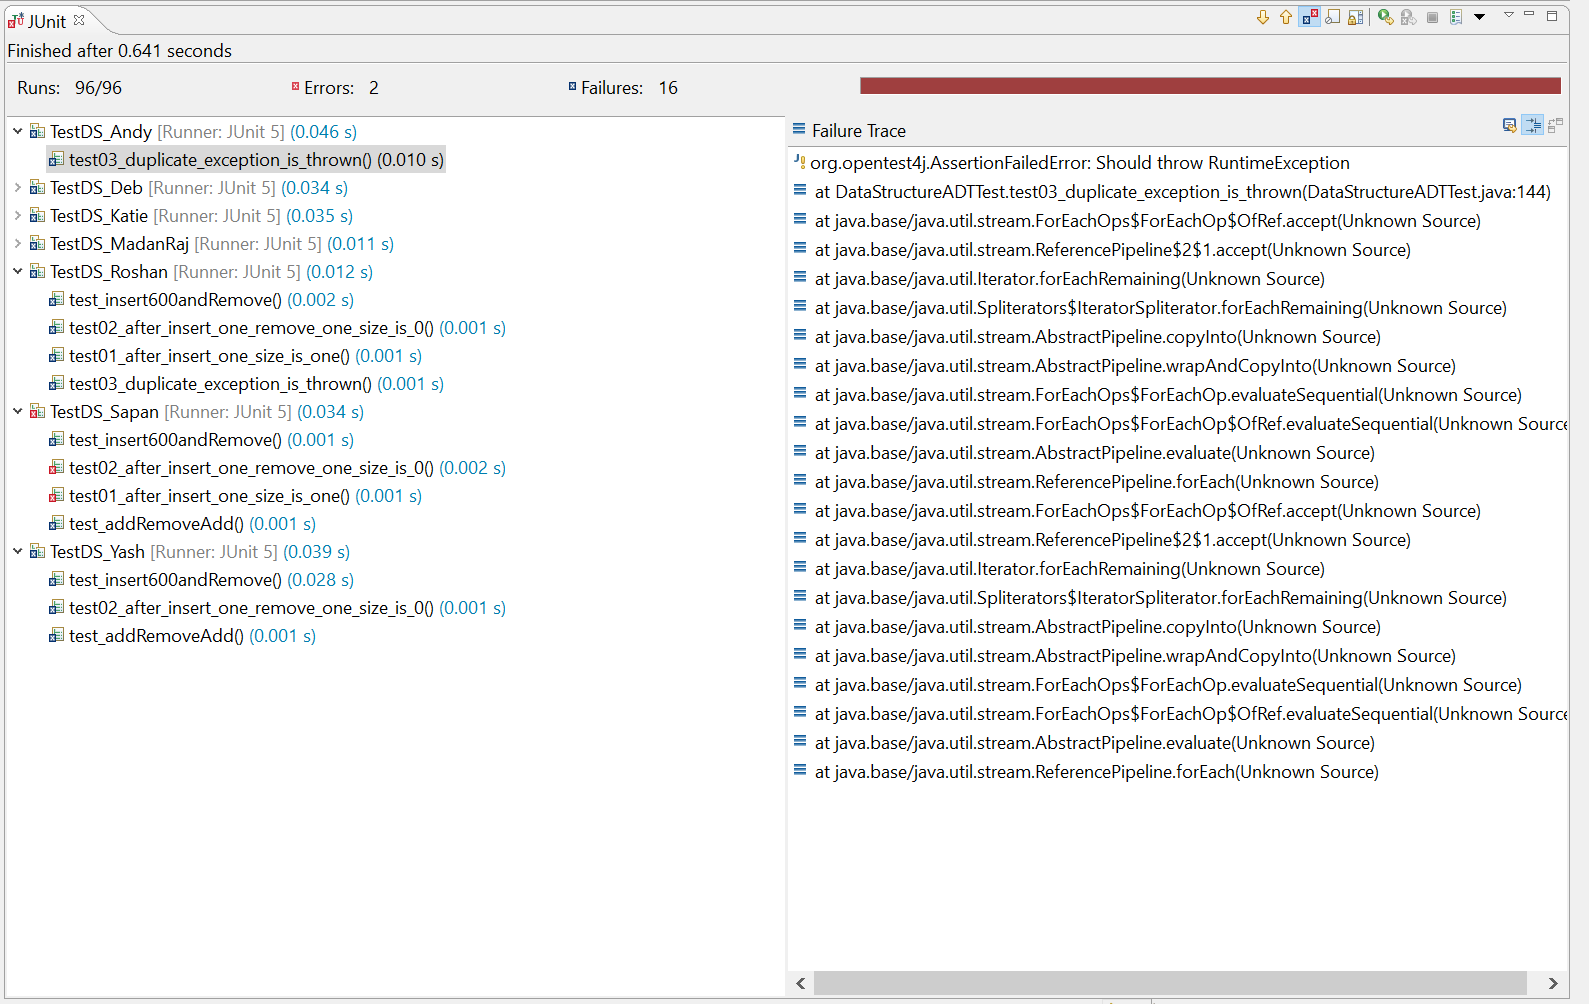 JUnit
Finished after 0.641 seconds
Runs: 96/96 Errors: 2 Failures: 16
TestDS_Andy [Runner: JUnit 5] (0.046 s)
test03_duplicate_exception_is_thrown() (0.010 s)
TestDS_Deb [Runner: JUnit 5] (0.034 s)
TestDS_Katie [Runner: JUnit 5] (0.035 s)
TestDS_MadanRaj [Runner: JUnit 5] (0.011 s)
TestDS_Roshan [Runner: JUnit 5] (0.012 s)
test_insert600andRemove() (0.002 s)
test02_after_insert_one_remove_one_size_is_0() (0.001 s)
test01_after_insert_one_size_is_one() (0.001 s)
test03_duplicate_exception_is_thrown() (0.001 s)
TestDS_Sapan [Runner: JUnit 5] (0.034 s)
test_insert600andRemove() (0.001 s)
test02_after_insert_one_remove_one_size_is_0() (0.002 s)
test01_after_insert_one_size_is_one() (0.001 s)
test_addRemoveAdd() (0.001 s)
TestDS_Yash [Runner: JUnit 5] (0.039 s)
test_insert600andRemove() (0.028 s)
test02_after_insert_one_remove_one_size_is_0() (0.001 s)
test_addRemoveAdd() (0.001 s)
Failure Trace
org.opentest4j.AssertionFailedError: Should throw RuntimeException
at DataStructureADTTest.test03_duplicate_exception_is_thrown(DataStructureADTTest.java:144)
at java.base/java.util.stream.ForEachOps$ForEachOp$OfRef.accept(Unknown Source)
at java.base/java.util.stream.ReferencePipeline$2$1.accept(Unknown Source)
at java.base/java.util.Iterator.forEachRemaining(Unknown Source)
at java.base/java.util.Spliterators$IteratorSpliterator.forEachRemaining(Unknown Source)
at java.base/java.util.stream.AbstractPipeline.copyInto(Unknown Source)
at java.base/java.util.stream.AbstractPipeline.wrapAndCopyInto(Unknown Source)
at java.base/java.util.stream.ForEachOps$ForEachOp.evaluateSequential(Unknown Source)
at java.base/java.util.stream.ForEachOps$ForEachOp$OfRef.evaluateSequential(Unknown Source
at java.base/java.util.stream.AbstractPipeline.evaluate(Unknown Source)
at java.base/java.util.stream.ReferencePipeline.forEach(Unknown Source)
at java.base/java.util.stream.ForEachOps$ForEachOp$OfRef.accept(Unknown Source)
at java.base/java.util.stream.ReferencePipeline$2$1.accept(Unknown Source)
at java.base/java.util.Iterator.forEachRemaining(Unknown Source)
at java.base/java.util.Spliterators$IteratorSpliterator.forEachRemaining(Unknown Source)
at java.base/java.util.stream.AbstractPipeline.copyInto(Unknown Source)
at java.base/java.util.stream.AbstractPipeline.wrapAndCopyInto(Unknown Source)
at java.base/java.util.stream.ForEachOps$ForEachOp.evaluateSequential(Unknown Source)
at java.base/java.util.stream.ForEachOps$ForEachOp$OfRef.evaluateSequential(Unknown Source
at java.base/java.util.stream.AbstractPipeline.evaluate(Unknown Source)
at java.base/java.util.stream.ReferencePipeline.forEach(Unknown Source)